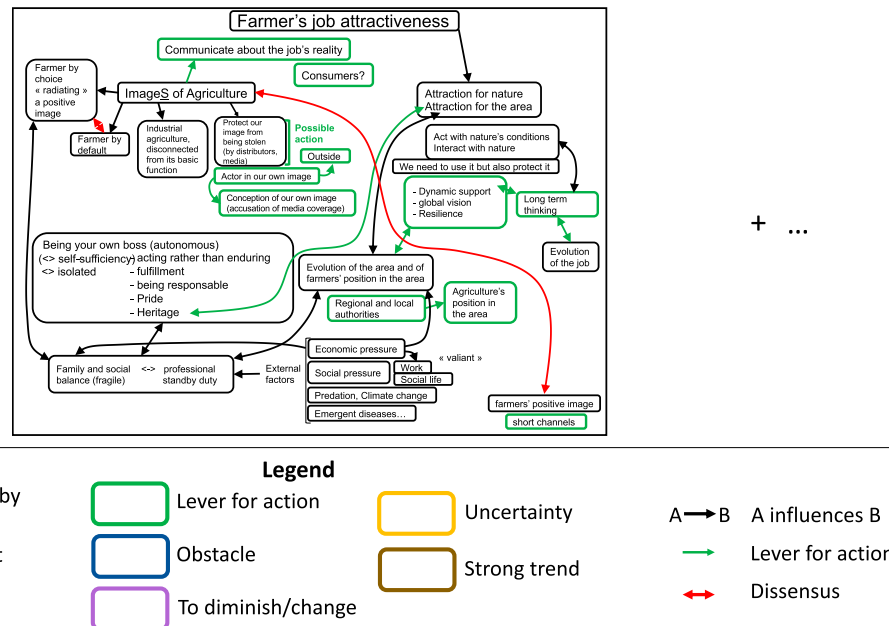 Farmer's job attractiveness
Communicate about the job's reality
Consumers?
Farmer by
choice
« radiating »
a positive
image
ImageS of Agriculture
Attraction for nature
Attraction for the area
Farmer by
default
Industrial
agriculture,
disconnected
from its basic
function
Protect our
image from
being stolen
(by distributors,
media)
Possible
action
Outside
Actor in our own image
Conception of our own image
(accusation of media coverage)
Act with nature's conditions
Interact with nature
We need to use it but also protect it
- Dynamic support
- global vision
- Resilience
Long term
thinking
Evolution
of the job
Being your own boss (autonomous)
(<> self-sufficiency)
<> isolated
- acting rather than enduring
- fulfillment
- being responsable
- Pride
- Heritage
Evolution of the area and of
farmers' position in the area
Regional and local
authorities
Agriculture's
position in
the area
Family and social
balance (fragile)
<-> professional
standby duty
External
factors
Economic pressure
« valiant »
Social pressure
Work
Social life
Predation, Climate change
Emergent diseases…
farmers' positive image
short channels
+ ...
Legend
by
t
Lever for action
Obstacle
To diminish/change
Uncertainty
Strong trend
A B A influences B
Lever for action
Dissensus